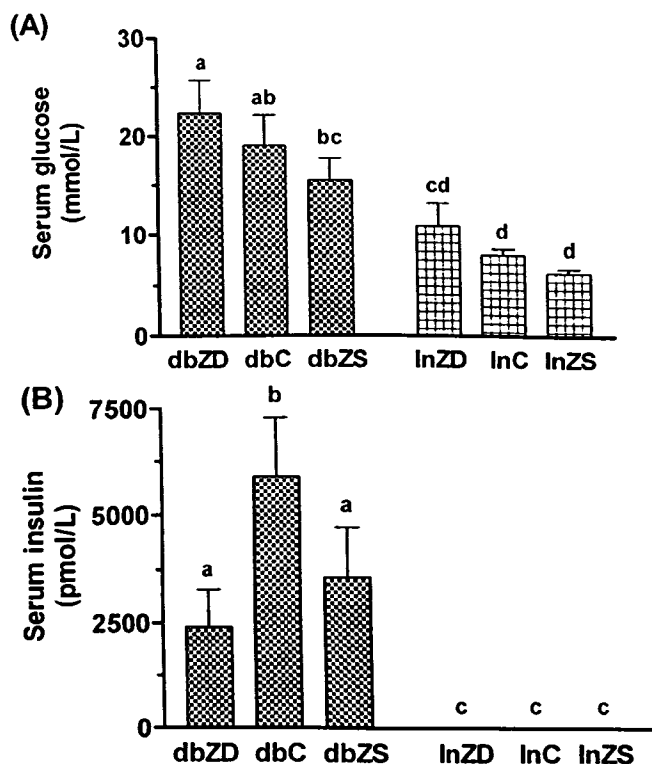 (A)
Serum glucose
(mmol/L)
30
20
10
0
a
ab
bc
cd
d
d
dbZD dbC dbZS lnZD lnC lnZS
(B)
Serum insulin
(pmol/L)
7500
5000
2500
0
a
b
a
c c c
dbZD dbC dbZS lnZD lnC lnZS